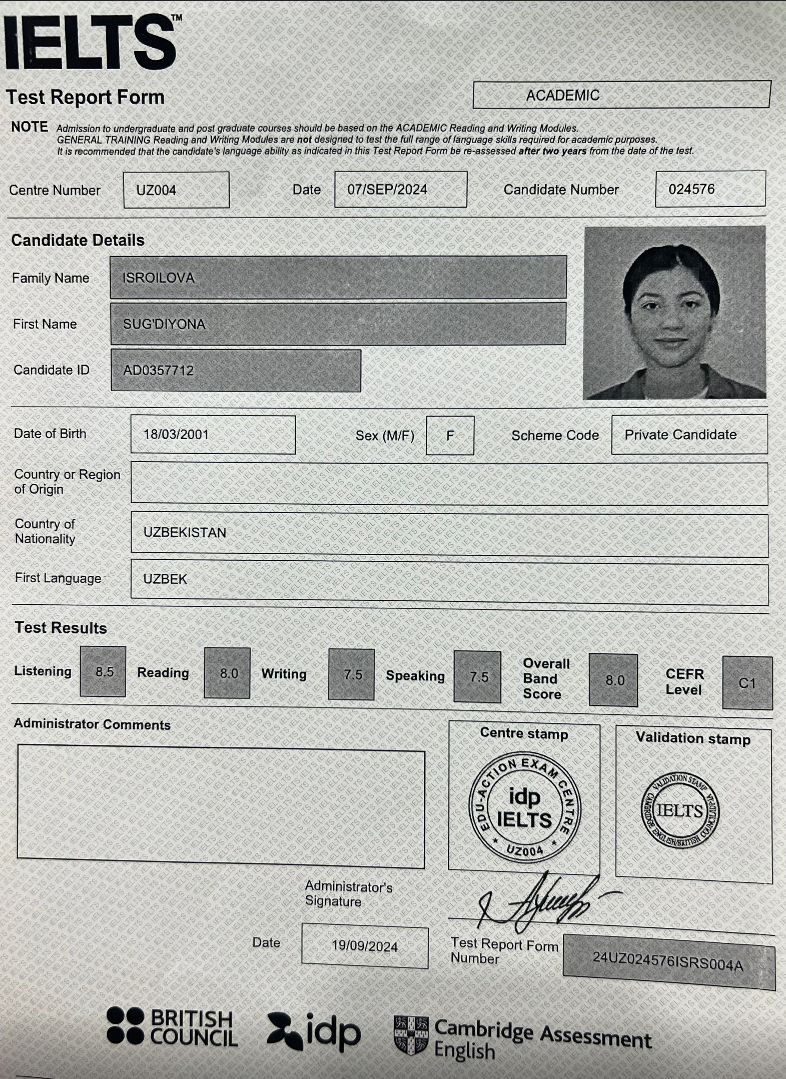 IELTS™
Test Report Form
ACADEMIC
NOTE Admission to undergraduate and post graduate courses should be based on the ACADEMIC Reading and Writing Modules.
GENERAL TRAINING Reading and Writing Modules are not designed to test the full range of language skills required for academic purposes.
It is recommended that the candidate's language ability as indicated in this Test Report Form be re-assessed after two years from the date of the test.
Centre Number UZ004 Date 07/SEP/2024 Candidate Number 024576
Candidate Details
Family Name ISROILOVA
First Name SUG'DIYONA
Candidate ID AD0357712
Date of Birth 18/03/2001 Sex (M/F) F Scheme Code Private Candidate
Country or Region
of Origin
Country of
Nationality UZBEKISTAN
First Language UZBEK
Test Results
Listening 8.5 Reading 8.0 Writing 7.5 Speaking 7.5 Overall Band Score 8.0 CEFR Level C1
Administrator Comments
Centre stamp
EDU-ACTION EXAM CENTRE
idp
IELTS
UZ004
Validation stamp
VALIDATION STAMP
IELTS
Administrator's
Signature
Date 19/09/2024
Test Report Form
Number 24UZ024576ISRS004A
BRITISH
COUNCIL
idp
Cambridge Assessment
English